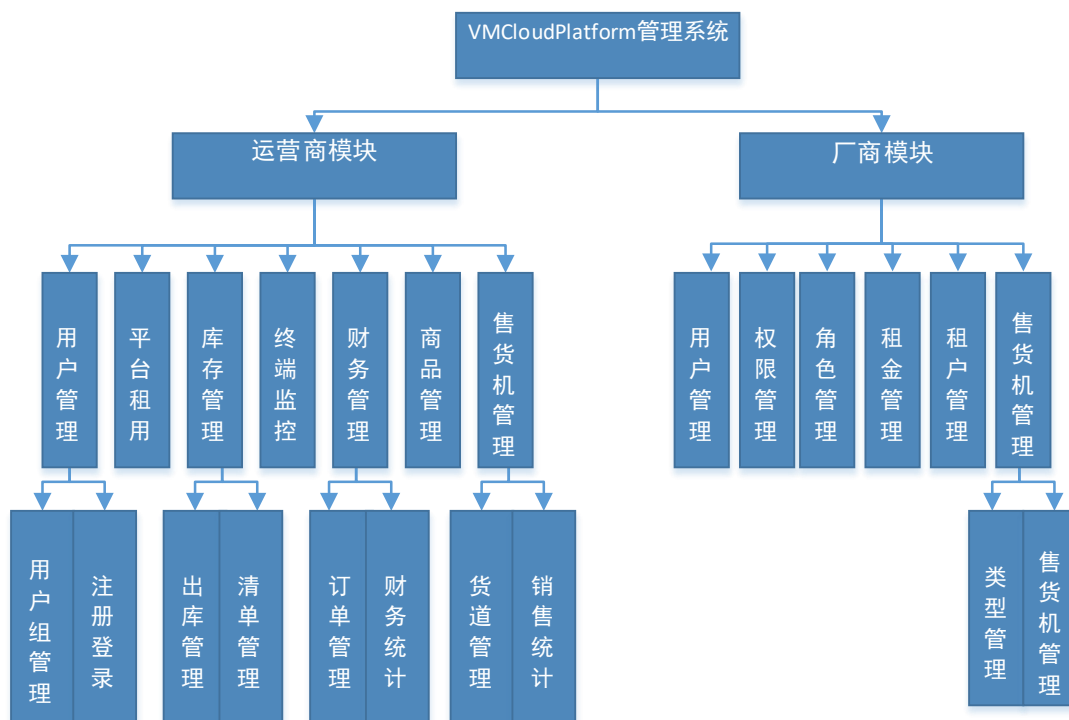 VMCloudPlatform管理系统
运营商模块
厂商模块
用户管理
平台租用
库存管理
终端监控
财务管理
商品管理
售货机管理
用户管理
权限管理
角色管理
租金管理
租户管理
售货机管理
用户组管理
注册登录
出库管理
清单管理
订单管理
财务统计
货道管理
销售统计
类型管理
售货机管理